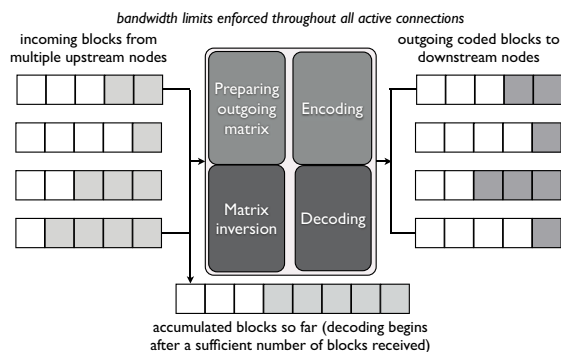 bandwidth limits enforced throughout all active connections
incoming blocks from
multiple upstream nodes
outgoing coded blocks to
downstream nodes
Preparing
outgoing
matrix
Encoding
Matrix
inversion
Decoding
accumulated blocks so far (decoding begins
after a sufficient number of blocks received)